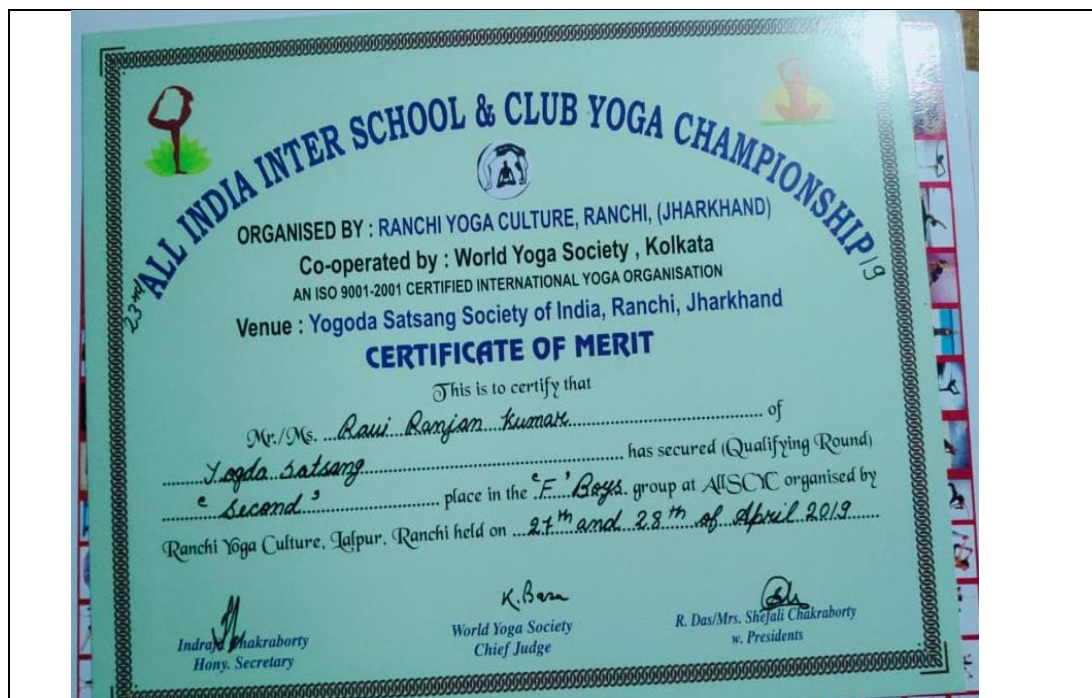 23rd ALL INDIA INTER SCHOOL & CLUB YOGA CHAMPIONSHIP 19
ORGANISED BY : RANCHI YOGA CULTURE, RANCHI, (JHARKHAND)
Co-operated by : World Yoga Society , Kolkata
AN ISO 9001-2001 CERTIFIED INTERNATIONAL YOGA ORGANISATION
Venue : Yogoda Satsang Society of India, Ranchi, Jharkhand
CERTIFICATE OF MERIT
This is to certify that
Mr./Ms. Ravi Ranjan Kumar of
Yogda Satsang has secured (Qualifying Round)
'Second' place in the 'F' Boys group at AISCYC organised by
Ranchi Yoga Culture, Lalpur, Ranchi held on 27th and 28th of April 2019
K. Basu
Indrajit Chakraborty
Hony. Secretary
World Yoga Society
Chief Judge
R. Das/Mrs. Shefali Chakraborty
w. Presidents